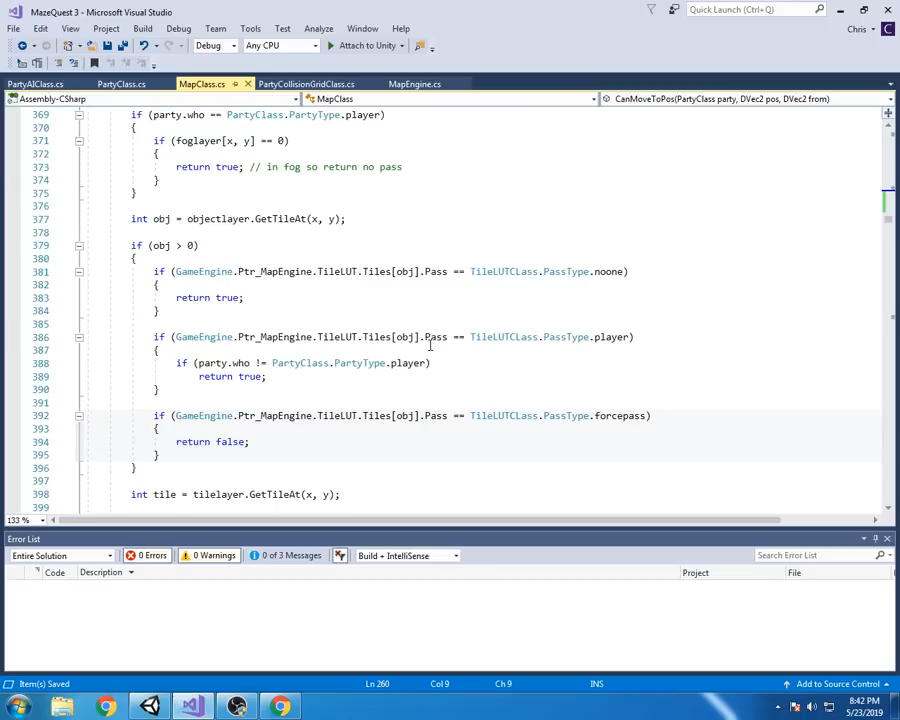 MazeQuest 3 - Microsoft Visual Studio
Quick Launch (Ctrl+Q)
File Edit View Project Build Debug Team Tools Test Analyze Window Help
Chris C
Debug Any CPU Attach to Unity
PartyAIClass.cs PartyClass.cs MapClass.cs PartyCollisionGridClass.cs MapEngine.cs
Assembly-CSharp MapClass CanMoveToPos(PartyClass party, DVec2 pos, DVec2 from)
369 if (party.who == PartyClass.PartyType.player)
370 {
371 if (foglayer[x, y] == 0)
372 {
373 return true; // in fog so return no pass
374 }
375 }
376
377 int obj = objectlayer.GetTileAt(x, y);
378
379 if (obj > 0)
380 {
381 if (GameEngine.Ptr_MapEngine.TileLUT.Tiles[obj].Pass == TileLUTCLass.PassType.noone)
382 {
383 return true;
384 }
385
386 if (GameEngine.Ptr_MapEngine.TileLUT.Tiles[obj].Pass == TileLUTCLass.PassType.player)
387 {
388 if (party.who != PartyClass.PartyType.player)
389 return true;
390 }
391
392 if (GameEngine.Ptr_MapEngine.TileLUT.Tiles[obj].Pass == TileLUTCLass.PassType.forcepass)
393 {
394 return false;
395 }
396 }
397
398 int tile = tilelayer.GetTileAt(x, y);
399
133 %
Error List
Entire Solution 0 Errors 0 Warnings 0 of 3 Messages Build + IntelliSense Search Error List
Code Description Project File
Item(s) Saved Ln 260 Col 9 Ch 9 INS Add to Source Control
8:42 PM
5/23/2019